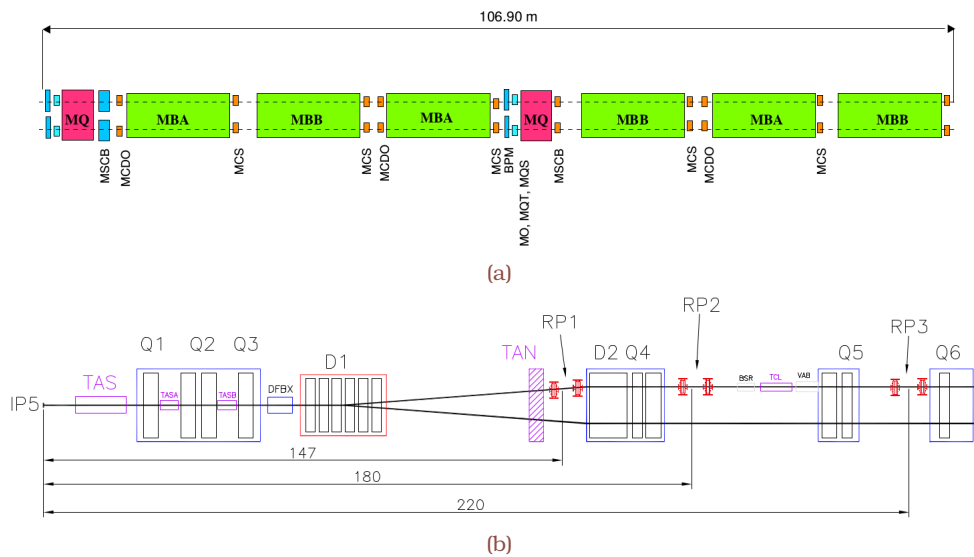 106.90 m
MQ
MBA
MBB
MBA
MQ
MBB
MBA
MBB
MSCB
MCDO
MCS
MCS
MCDO
MCS
BPM
MO, MQT, MQS
MSCB
MCS
MCDO
MCS
(a)
RP1
RP2
RP3
Q1
Q2
Q3
D1
TAN
D2
Q4
Q5
Q6
TAS
TASA
TASB
DFBX
BSR
TCL
VAB
IP5
147
180
220
(b)